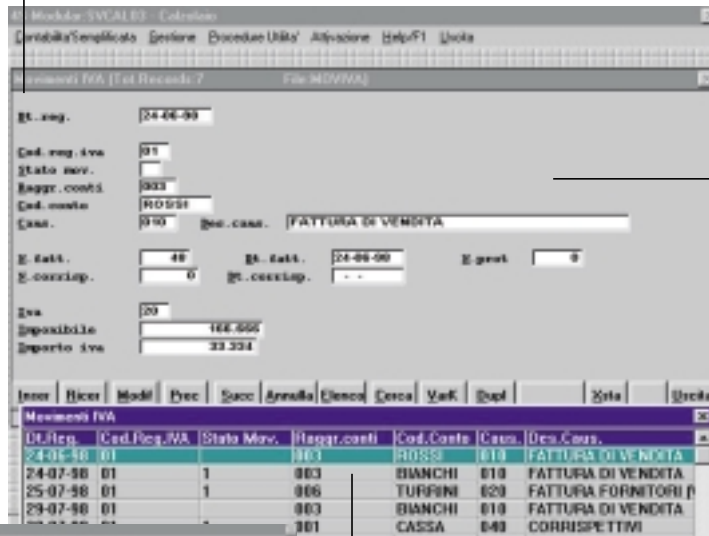 4S Modular:SVCAL03 - Calzolaio
Contabilita'Semplificata Gestione Procedure Utilita' Attivazione Help/F1 Uscita
Movimenti IVA [Tot.Records:7 File:MOVIVA]
Dt.reg. 24-06-98
Cod.reg.iva 01
Stato mov.
Raggr.conti 003
Cod.conto ROSSI
Caus. 010 Des.caus. FATTURA DI VENDITA
N.fatt. 40 Dt.fatt. 24-06-98 N.prot 0
N.corrisp. 0 Dt.corrisp. - -
Iva 20
Imponibile 166.666
Importo iva 33.334
Inser Ricer Modif Prec Succ Annulla Elenco Cerca VarK Dupl Xsta Uscita
Movimenti IVA
Dt.Reg. Cod.Reg.IVA Stato Mov. Raggr.conti Cod.Conto Caus. Des.Caus.
24-06-98 01 003 ROSSI 010 FATTURA DI VENDITA
24-07-98 01 1 003 BIANCHI 010 FATTURA DI VENDITA
25-07-98 01 1 006 TURRINI 020 FATTURA FORNITORI
29-07-98 01 003 BIANCHI 010 FATTURA DI VENDITA
001 CASSA 040 CORRISPETTIVI